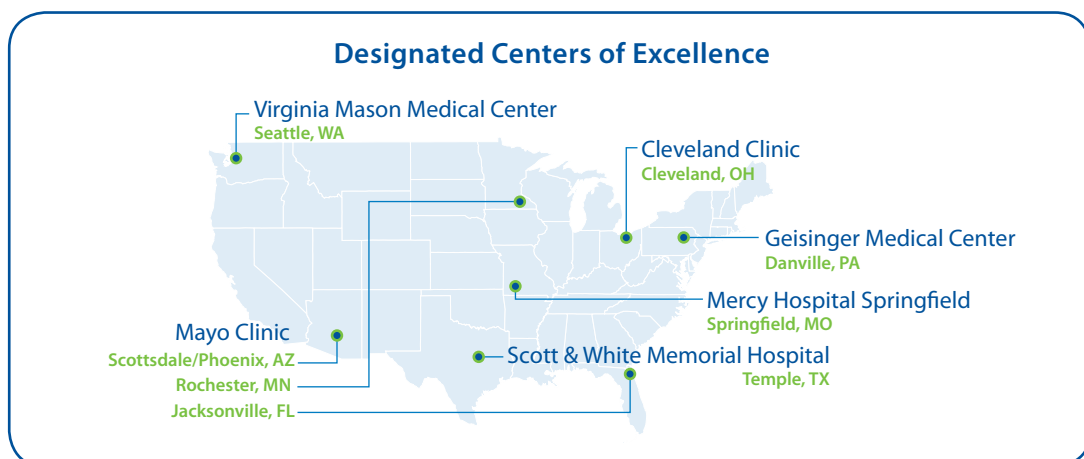 Designated Centers of Excellence
Virginia Mason Medical Center
Seattle, WA
Cleveland Clinic
Cleveland, OH
Geisinger Medical Center
Danville, PA
Mercy Hospital Springfield
Springfield, MO
Mayo Clinic
Scottsdale/Phoenix, AZ
Rochester, MN
Jacksonville, FL
Scott & White Memorial Hospital
Temple, TX